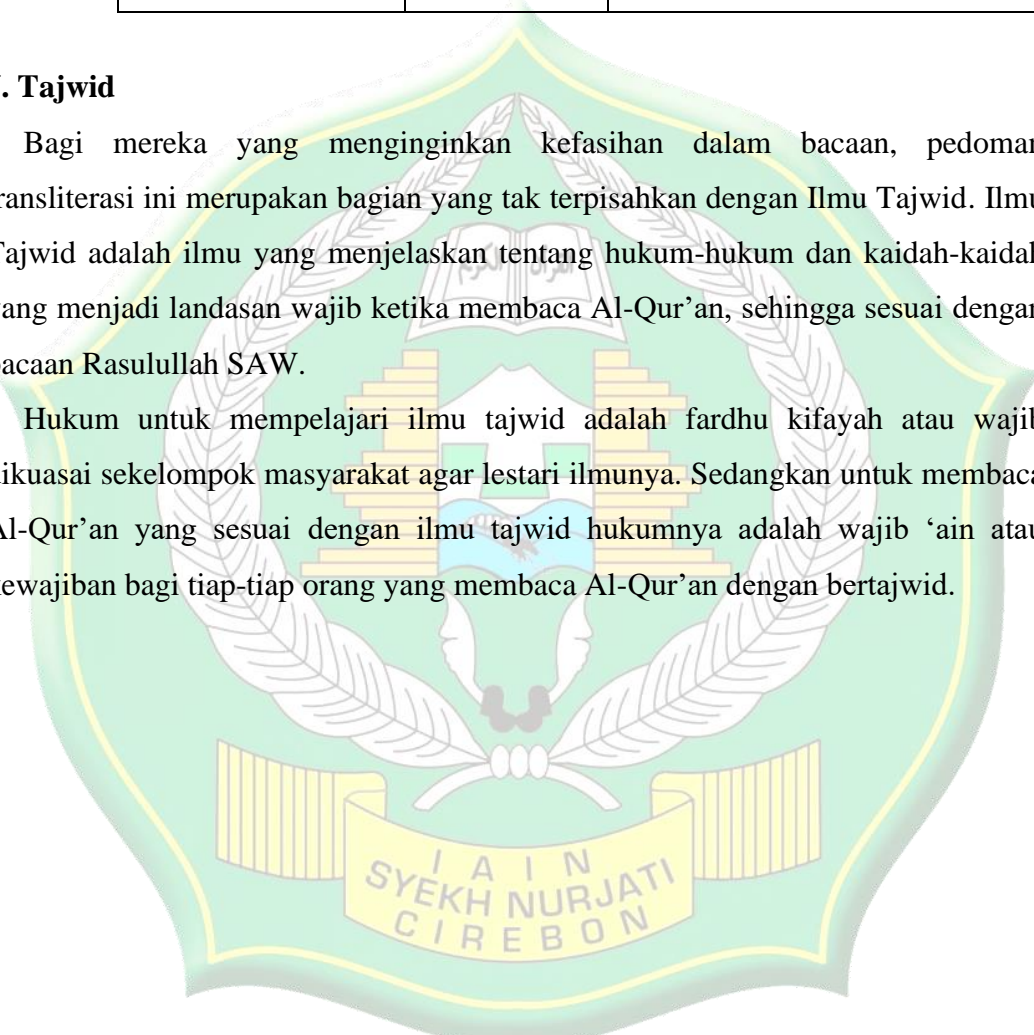 . Tajwid
Bagi mereka yang menginginkan kefasihan dalam bacaan, pedoman
transliterasi ini merupakan bagian yang tak terpisahkan dengan Ilmu Tajwid. Ilmu
Tajwid adalah ilmu yang menjelaskan tentang hukum-hukum dan kaidah-kaidah
yang menjadi landasan wajib ketika membaca Al-Qur’an, sehingga sesuai dengan
bacaan Rasulullah SAW.
Hukum untuk mempelajari ilmu tajwid adalah fardhu kifayah atau wajib
dikuasai sekelompok masyarakat agar lestari ilmunya. Sedangkan untuk membaca
Al-Qur’an yang sesuai dengan ilmu tajwid hukumnya adalah wajib ‘ain atau
kewajiban bagi tiap-tiap orang yang membaca Al-Qur’an dengan bertajwid.
القرآن الكريم
IAIN
SYEKH NURJATI
CIREBON